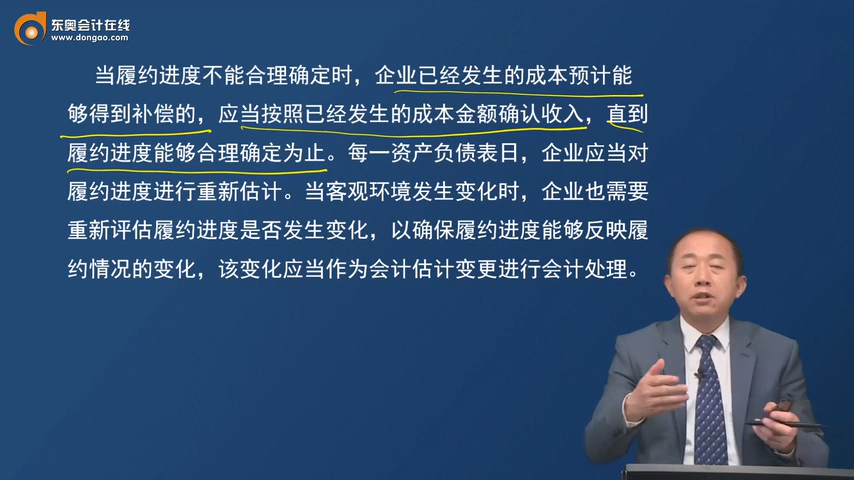 东奥会计在线
www.dongao.com
当履约进度不能合理确定时，企业已经发生的成本预计能
够得到补偿的，应当按照已经发生的成本金额确认收入，直到
履约进度能够合理确定为止。每一资产负债表日，企业应当对
履约进度进行重新估计。当客观环境发生变化时，企业也需要
重新评估履约进度是否发生变化，以确保履约进度能够反映履
约情况的变化，该变化应当作为会计估计变更进行会计处理。